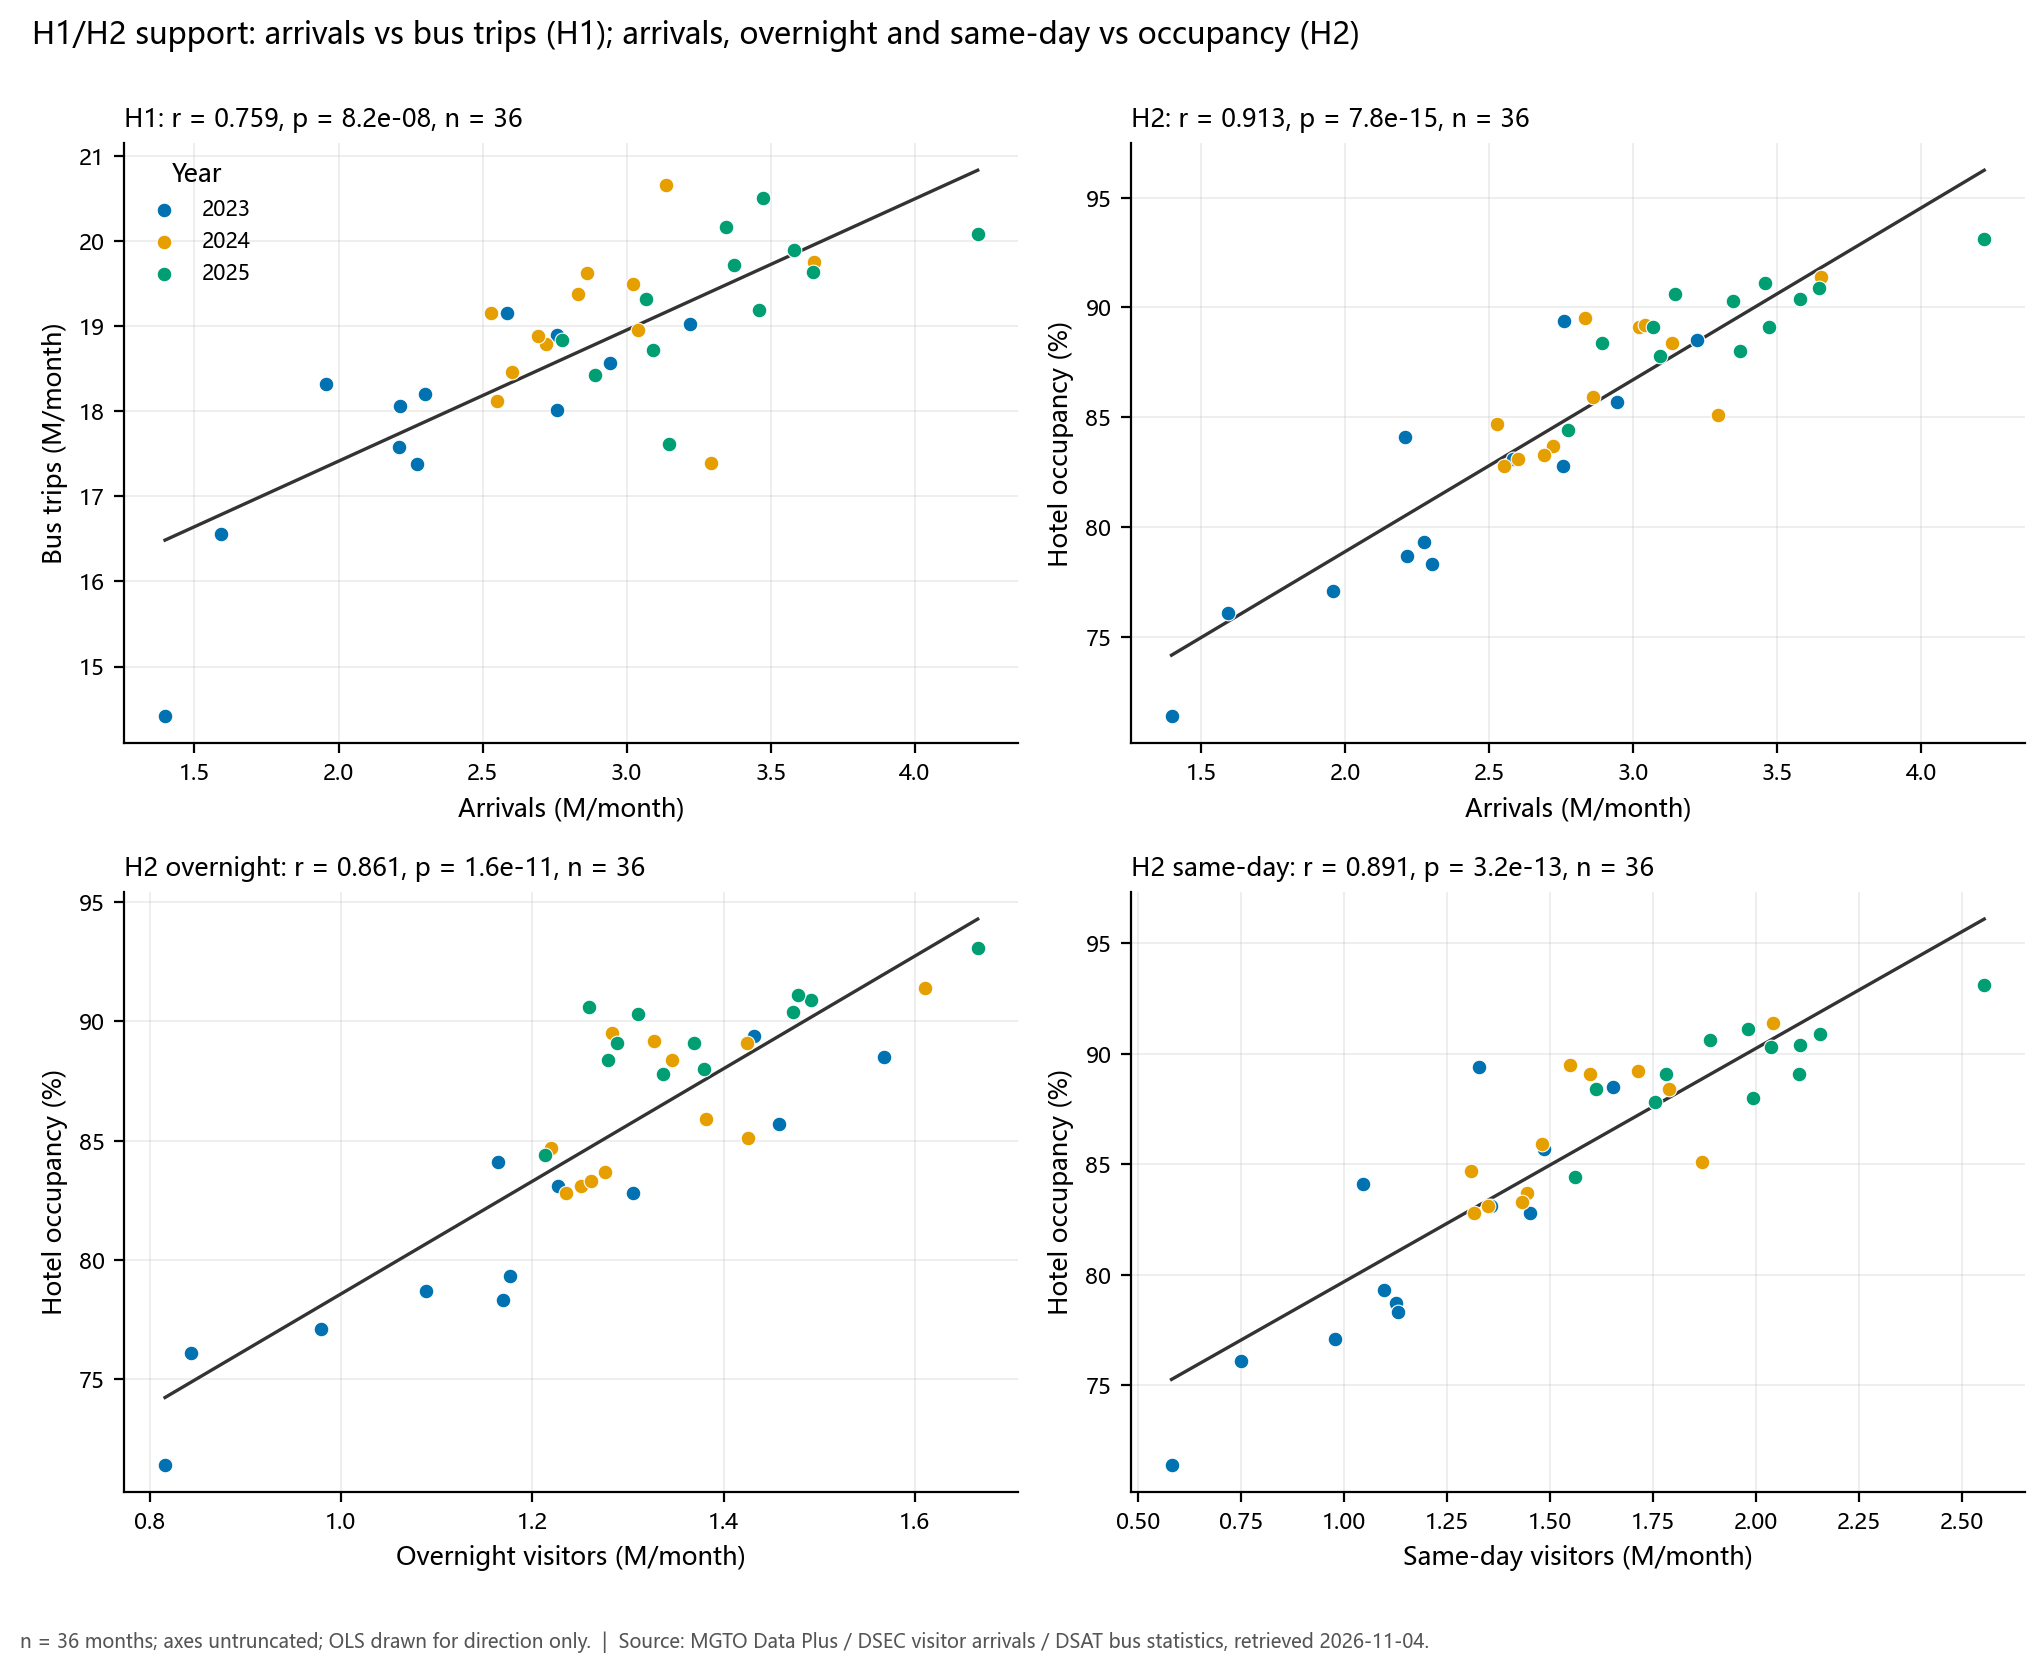 H1/H2 support: arrivals vs bus trips (H1); arrivals, overnight and same-day vs occupancy (H2)
H1: r = 0.759, p = 8.2e-08, n = 36
Year
2023
2024
2025
21
20
19
18
17
16
15
Bus trips (M/month)
1.5 2.0 2.5 3.0 3.5 4.0
Arrivals (M/month)
H2: r = 0.913, p = 7.8e-15, n = 36
95
90
85
80
75
Hotel occupancy (%)
1.5 2.0 2.5 3.0 3.5 4.0
Arrivals (M/month)
H2 overnight: r = 0.861, p = 1.6e-11, n = 36
95
90
85
80
75
Hotel occupancy (%)
0.8 1.0 1.2 1.4 1.6
Overnight visitors (M/month)
H2 same-day: r = 0.891, p = 3.2e-13, n = 36
95
90
85
80
75
Hotel occupancy (%)
0.50 0.75 1.00 1.25 1.50 1.75 2.00 2.25 2.50
Same-day visitors (M/month)
n = 36 months; axes untruncated; OLS drawn for direction only. | Source: MGTO Data Plus / DSEC visitor arrivals / DSAT bus statistics, retrieved 2026-11-04.